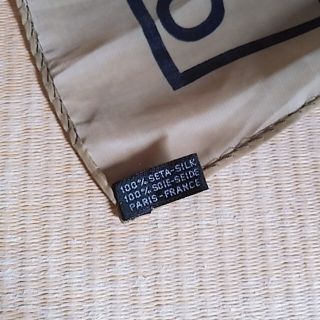 100% SETA-SILK
100% SOIE-SEIDE
PARIS-FRANCE